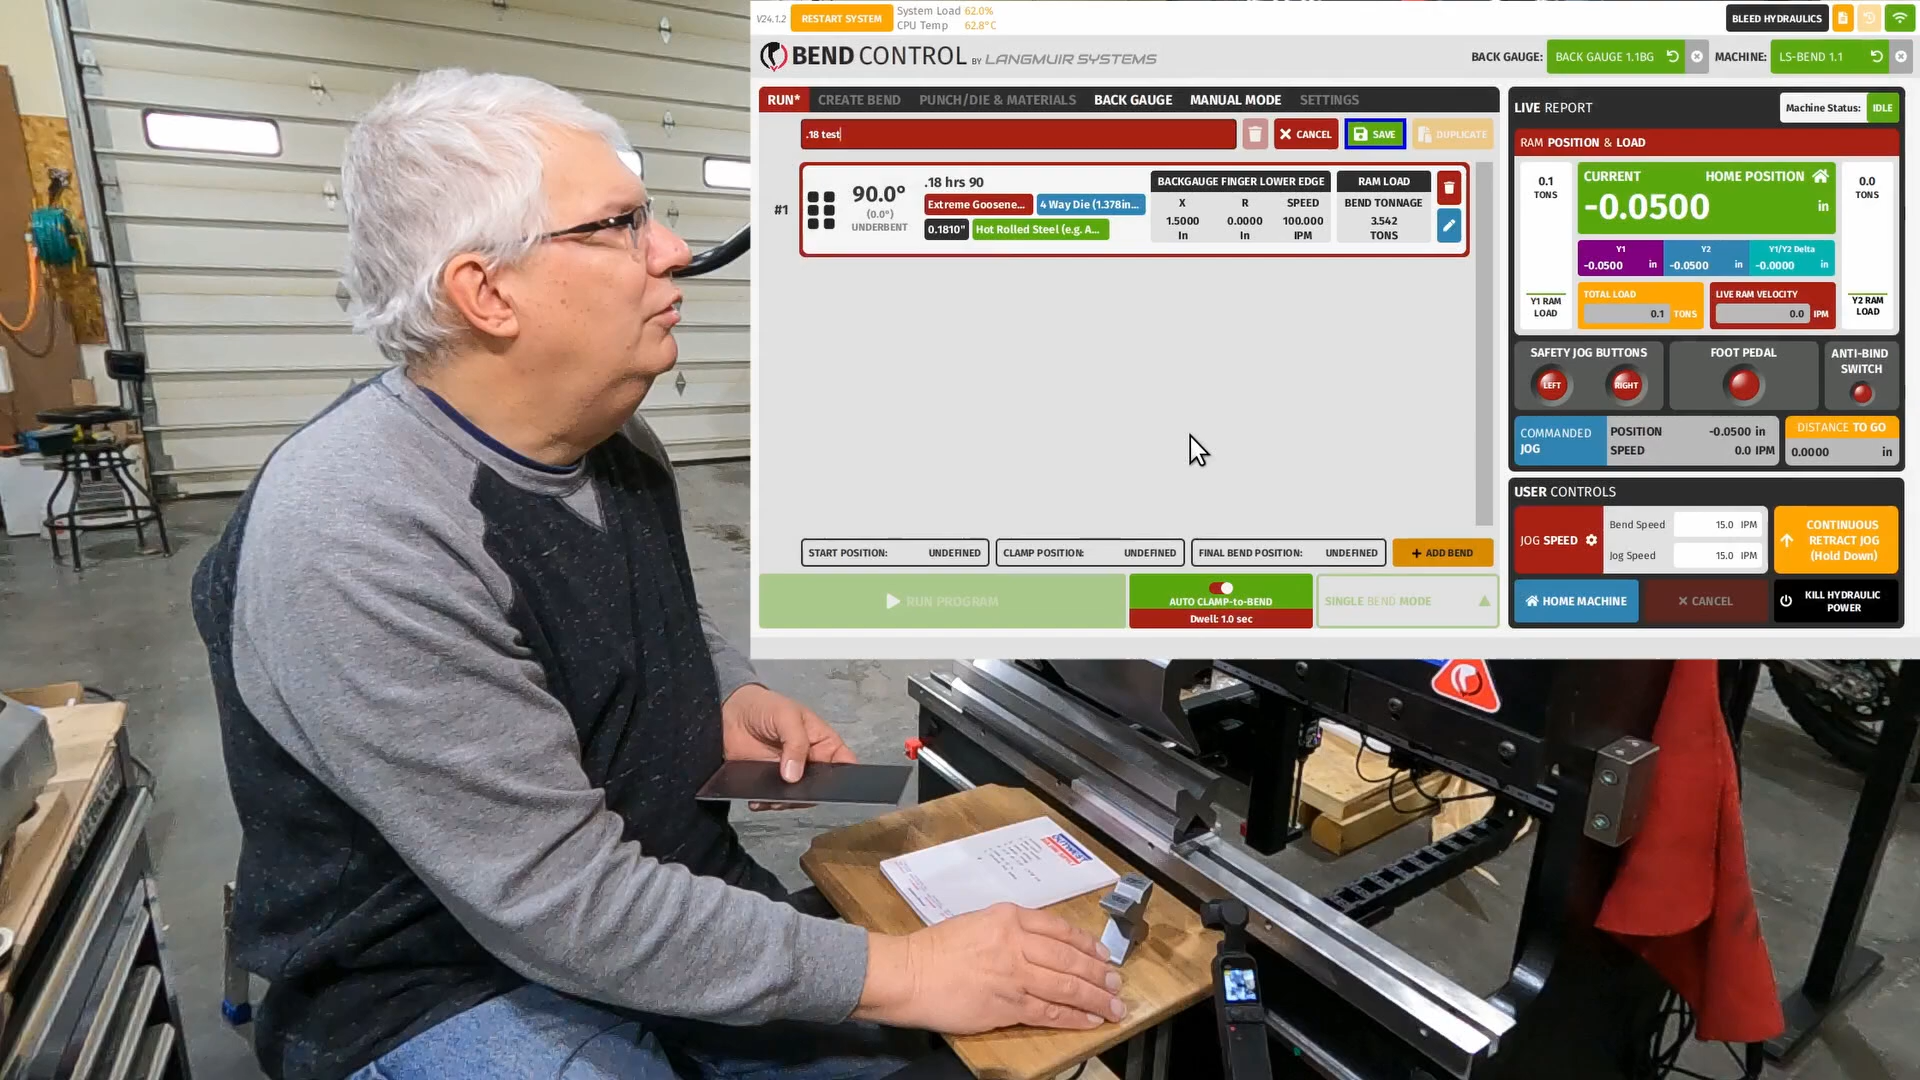 V24.1.2
RESTART SYSTEM
System Load 62.0%
CPU Temp 62.8°C
BLEED HYDRAULICS
BEND CONTROL BY LANGMUIR SYSTEMS
BACK GAUGE: BACK GAUGE 1.1BG
MACHINE: LS-BEND 1.1
RUN* CREATE BEND PUNCH/DIE & MATERIALS BACK GAUGE MANUAL MODE SETTINGS
.18 test
CANCEL
SAVE
DUPLICATE
#1
90.0°
(0.0°)
UNDERBENT
.18 hrs 90
Extreme Goosene...
4 Way Die (1.378in...
0.1810"
Hot Rolled Steel (e.g. A...
BACKGAUGE FINGER LOWER EDGE
X R SPEED
1.5000 0.0000 100.000
In In IPM
RAM LOAD
BEND TONNAGE
3.542
TONS
START POSITION: UNDEFINED
CLAMP POSITION: UNDEFINED
FINAL BEND POSITION: UNDEFINED
+ ADD BEND
RUN PROGRAM
AUTO CLAMP-to-BEND
Dwell: 1.0 sec
SINGLE BEND MODE
LIVE REPORT
Machine Status: IDLE
RAM POSITION & LOAD
0.1
TONS
Y1 RAM
LOAD
CURRENT HOME POSITION
-0.0500 in
Y1
-0.0500 in
Y2
-0.0500 in
Y1/Y2 Delta
-0.0000 in
TOTAL LOAD
0.1 TONS
LIVE RAM VELOCITY
0.0 IPM
0.0
TONS
Y2 RAM
LOAD
SAFETY JOG BUTTONS
LEFT RIGHT
FOOT PEDAL
ANTI-BIND
SWITCH
COMMANDED
JOG
POSITION -0.0500 in
SPEED 0.0 IPM
DISTANCE TO GO
0.0000 in
USER CONTROLS
JOG SPEED
Bend Speed 15.0 IPM
Jog Speed 15.0 IPM
CONTINUOUS
RETRACT JOG
(Hold Down)
HOME MACHINE
CANCEL
KILL HYDRAULIC
POWER